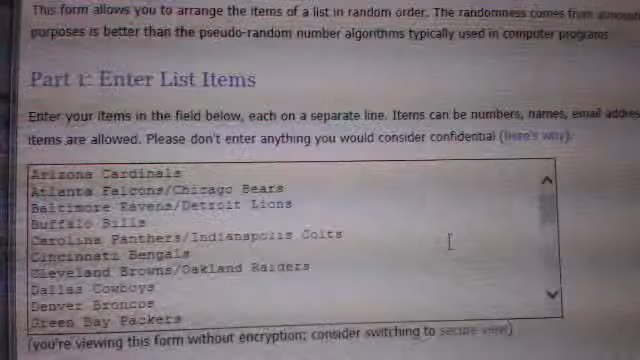 This form allows you to arrange the items of a list in random order. The randomness comes from
purposes is better than the pseudo-random number algorithms typically used in computer programs
Part 1: Enter List Items
Enter your items in the field below, each on a separate line. Items can be numbers, names, email
items are allowed. Please don't enter anything you would consider confidential (here's why).
Arizona Cardinals
Atlanta Falcons/Chicago Bears
Baltimore Ravens/Detroit Lions
Buffalo Bills
Carolina Panthers/Indianapolis Colts
Cincinnati Bengals
Cleveland Browns/Oakland Raiders
Dallas Cowboys
Denver Broncos
Green Bay Packers
(you're viewing this form without encryption; consider switching to secure view)